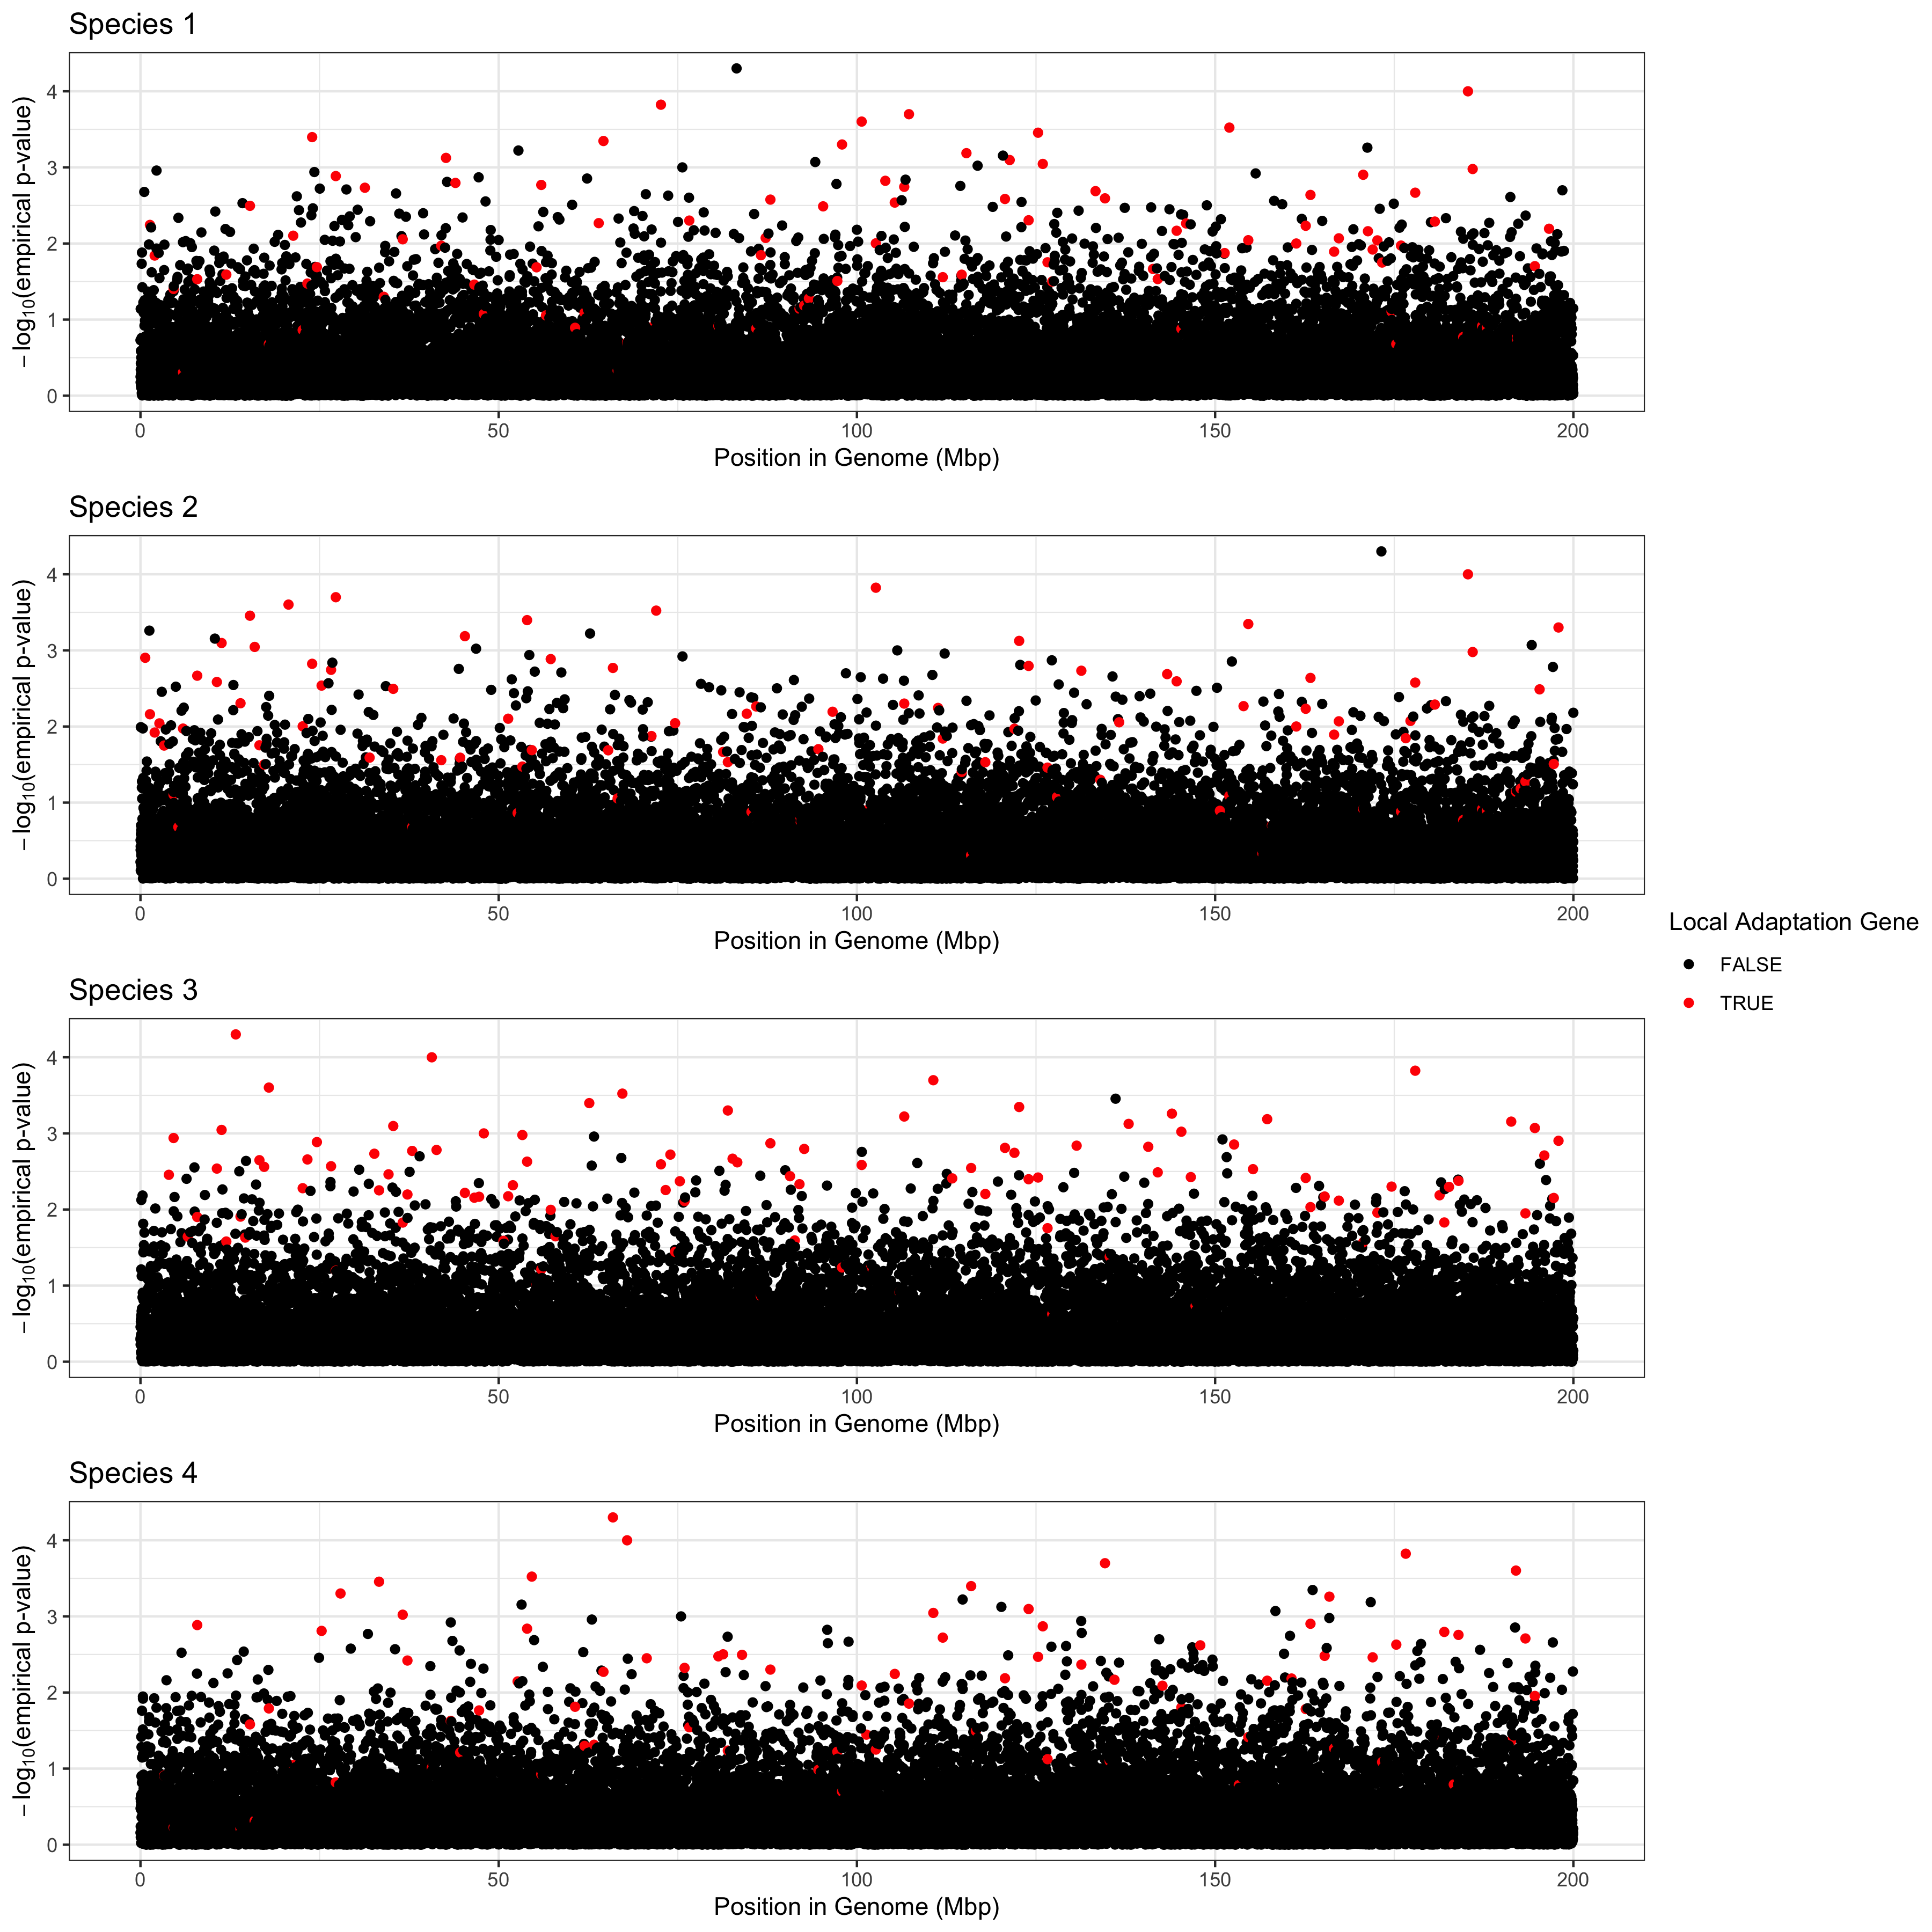 Species 1
− log10(empirical p-value)
4
3
2
1
0
0 50 100 150 200
Position in Genome (Mbp)
Species 2
− log10(empirical p-value)
4
3
2
1
0
0 50 100 150 200
Position in Genome (Mbp)
Species 3
− log10(empirical p-value)
4
3
2
1
0
0 50 100 150 200
Position in Genome (Mbp)
Species 4
− log10(empirical p-value)
4
3
2
1
0
0 50 100 150 200
Position in Genome (Mbp)
Local Adaptation Gene
FALSE
TRUE